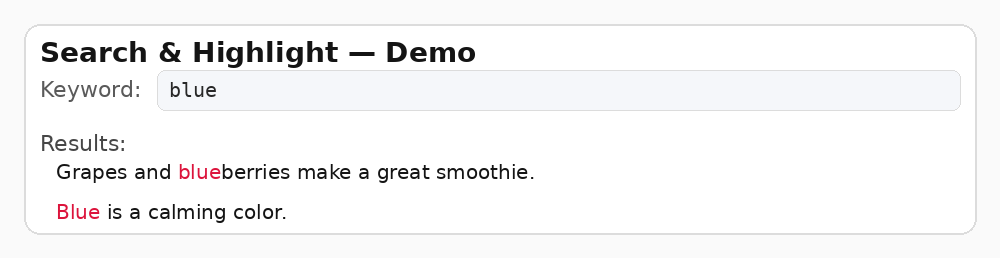 Search & Highlight — Demo
Keyword: blue
Results:
Grapes and blueberries make a great smoothie.
Blue is a calming color.